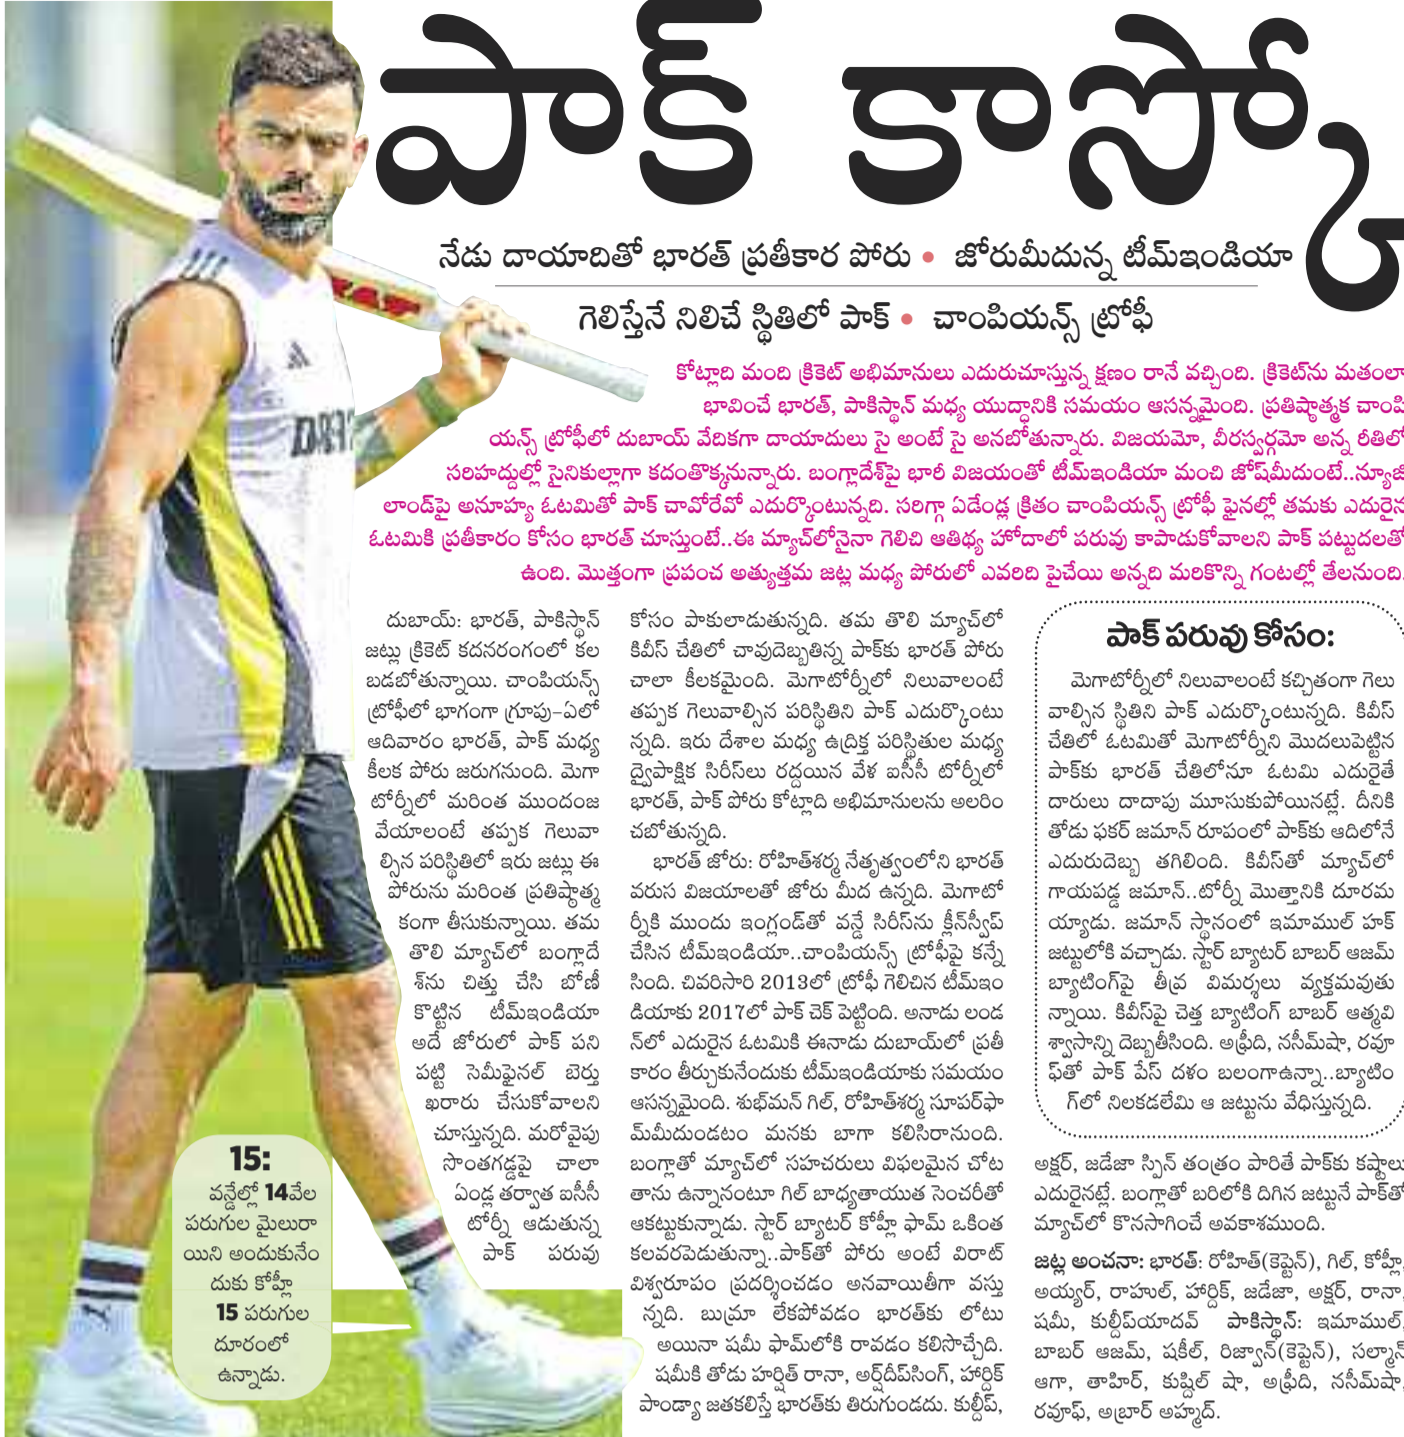 పాక్ కాస్కో
నేడు దాయాదితో భారత్ ప్రతీకార పోరు • జోరుమీదున్న టీమ్ఇండియా
గెలిస్తేనే నిలిచే స్థితిలో పాక్ • చాంపియన్స్ ట్రోఫీ
కోట్లాది మంది క్రికెట్ అభిమానులు ఎదురుచూస్తున్న క్షణం రానే వచ్చింది. క్రికెట్‌ను మతంలా
భావించే భారత్, పాకిస్థాన్ మధ్య యుద్ధానికి సమయం ఆసన్నమైంది. ప్రతిష్ఠాత్మక చాంపి
యన్స్ ట్రోఫీలో దుబాయ్ వేదికగా దాయాదులు సై అంటే సై అనబోతున్నారు. విజయమో, వీరస్వర్గమో అన్న రీతిలో
సరిహద్దుల్లో సైనికుల్లాగా కదంతొక్కనున్నారు. బంగ్లాదేశ్‌పై భారీ విజయంతో టీమ్ఇండియా మంచి జోష్‌మీదుంటే..న్యూజి
లాండ్‌పై అనూహ్య ఓటమితో పాక్ చావోరేవో ఎదుర్కొంటున్నది. సరిగ్గా ఏడేండ్ల క్రితం చాంపియన్స్ ట్రోఫీ ఫైనల్లో తమకు ఎదురైన
ఓటమికి ప్రతీకారం కోసం భారత్ చూస్తుంటే..ఈ మ్యాచ్‌లోనైనా గెలిచి ఆతిథ్య హోదాలో పరువు కాపాడుకోవాలని పాక్ పట్టుదలతో
ఉంది. మొత్తంగా ప్రపంచ అత్యుత్తమ జట్ల మధ్య పోరులో ఎవరిది పైచేయి అన్నది మరికొన్ని గంటల్లో తేలనుంది.
దుబాయ్: భారత్, పాకిస్థాన్
జట్లు క్రికెట్ కదనరంగంలో కల
బడబోతున్నాయి. చాంపియన్స్
ట్రోఫీలో భాగంగా గ్రూపు-ఏలో
ఆదివారం భారత్, పాక్ మధ్య
కీలక పోరు జరుగనుంది. మెగా
టోర్నీలో మరింత ముందంజ
వేయాలంటే తప్పక గెలువా
ల్సిన పరిస్థితిలో ఇరు జట్లు ఈ
పోరును మరింత ప్రతిష్ఠాత్మ
కంగా తీసుకున్నాయి. తమ
తొలి మ్యాచ్‌లో బంగ్లాదే
శ్‌ను చిత్తు చేసి బోణీ
కొట్టిన టీమ్ఇండియా
అదే జోరులో పాక్ పని
పట్టి సెమీఫైనల్ బెర్తు
ఖరారు చేసుకోవాలని
చూస్తున్నది. మరోవైపు
సొంతగడ్డపై చాలా
ఏండ్ల తర్వాత ఐసీసీ
టోర్నీ ఆడుతున్న
పాక్ పరువు
కోసం పాకులాడుతున్నది. తమ తొలి మ్యాచ్‌లో
కివీస్ చేతిలో చావుదెబ్బతిన్న పాక్‌కు భారత్ పోరు
చాలా కీలకమైంది. మెగాటోర్నీలో నిలువాలంటే
తప్పక గెలువాల్సిన పరిస్థితిని పాక్ ఎదుర్కొంటు
న్నది. ఇరు దేశాల మధ్య ఉద్రిక్త పరిస్థితుల మధ్య
ద్వైపాక్షిక సిరీస్‌లు రద్దయిన వేళ ఐసీసీ టోర్నీలో
భారత్, పాక్ పోరు కోట్లాది అభిమానులను అలరిం
చబోతున్నది.
భారత్ జోరు: రోహిత్‌శర్మ నేతృత్వంలోని భారత్
వరుస విజయాలతో జోరు మీద ఉన్నది. మెగాటో
ర్నీకి ముందు ఇంగ్లండ్‌తో వన్డే సిరీస్‌ను క్లీన్‌స్వీప్
చేసిన టీమ్ఇండియా..చాంపియన్స్ ట్రోఫీపై కన్నే
సింది. చివరిసారి 2013లో ట్రోఫీ గెలిచిన టీమ్ఇం
డియాకు 2017లో పాక్ చెక్ పెట్టింది. అనాడు లండ
న్‌లో ఎదురైన ఓటమికి ఈనాడు దుబాయ్‌లో ప్రతీ
కారం తీర్చుకునేందుకు టీమ్ఇండియాకు సమయం
ఆసన్నమైంది. శుభ్‌మన్ గిల్, రోహిత్‌శర్మ సూపర్‌ఫా
మ్‌మీదుండటం మనకు బాగా కలిసిరానుంది.
బంగ్లాతో మ్యాచ్‌లో సహచరులు విఫలమైన చోట
తాను ఉన్నానంటూ గిల్ బాధ్యతాయుత సెంచరీతో
ఆకట్టుకున్నాడు. స్టార్ బ్యాటర్ కోహ్లీ ఫామ్ ఒకింత
కలవరపెడుతున్నా..పాక్‌తో పోరు అంటే విరాట్
విశ్వరూపం ప్రదర్శించడం అనవాయితీగా వస్తు
న్నది. బుమ్రా లేకపోవడం భారత్‌కు లోటు
అయినా షమీ ఫామ్‌లోకి రావడం కలిసొచ్చేది.
షమీకి తోడు హర్షిత్ రానా, అర్ష్‌దీప్‌సింగ్, హార్దిక్
పాండ్యా జతకలిస్తే భారత్‌కు తిరుగుండదు. కుల్దీప్,
పాక్ పరువు కోసం:
మెగాటోర్నీలో నిలువాలంటే కచ్చితంగా గెలు
వాల్సిన స్థితిని పాక్ ఎదుర్కొంటున్నది. కివీస్
చేతిలో ఓటమితో మెగాటోర్నీని మొదలుపెట్టిన
పాక్‌కు భారత్ చేతిలోనూ ఓటమి ఎదురైతే
దారులు దాదాపు మూసుకుపోయినట్లే. దీనికి
తోడు ఫకర్ జమాన్ రూపంలో పాక్‌కు ఆదిలోనే
ఎదురుదెబ్బ తగిలింది. కివీస్‌తో మ్యాచ్‌లో
గాయపడ్డ జమాన్..టోర్నీ మొత్తానికి దూరమ
య్యాడు. జమాన్ స్థానంలో ఇమాముల్ హక్
జట్టులోకి వచ్చాడు. స్టార్ బ్యాటర్ బాబర్ ఆజమ్
బ్యాటింగ్‌పై తీవ్ర విమర్శలు వ్యక్తమవుతు
న్నాయి. కివీస్‌పై చెత్త బ్యాటింగ్ బాబర్ ఆత్మవి
శ్వాసాన్ని దెబ్బతీసింది. అఫ్రీది, నసీమ్‌షా, రవూ
ఫ్‌తో పాక్ పేస్ దళం బలంగాఉన్నా..బ్యాటిం
గ్‌లో నిలకడలేమి ఆ జట్టును వేధిస్తున్నది.
అక్షర్, జడేజా స్పిన్ తంత్రం పారితే పాక్‌కు కష్టాలు
ఎదురైనట్లే. బంగ్లాతో బరిలోకి దిగిన జట్టునే పాక్‌తో
మ్యాచ్‌లో కొనసాగించే అవకాశముంది.
జట్ల అంచనా: భారత్: రోహిత్(కెప్టెన్), గిల్, కోహ్లీ,
అయ్యర్, రాహుల్, హార్దిక్, జడేజా, అక్షర్, రానా,
షమీ, కుల్దీప్‌యాదవ్ పాకిస్థాన్: ఇమాముల్,
బాబర్ ఆజమ్, షకీల్, రిజ్వాన్(కెప్టెన్), సల్మాన్
ఆగా, తాహిర్, కుష్దిల్ షా, అఫ్రీది, నసీమ్‌షా,
రవూఫ్, అబ్రార్ అహ్మద్.
15:
వన్డేల్లో 14వేల
పరుగుల మైలురా
యిని అందుకునేం
దుకు కోహ్లీ
15 పరుగుల
దూరంలో
ఉన్నాడు.